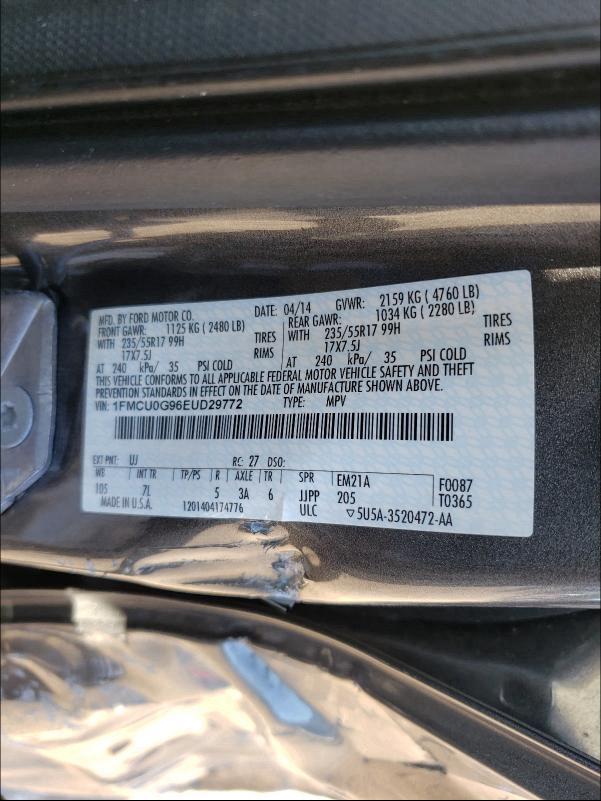 MFD. BY FORD MOTOR CO. DATE: 04/14 GVWR: 2159 KG ( 4760 LB)
FRONT GAWR: 1125 KG ( 2480 LB) REAR GAWR: 1034 KG ( 2280 LB)
WITH 235/55R17 99H TIRES WITH 235/55R17 99H TIRES
17X7.5J RIMS 17X7.5J RIMS
AT 240 kPa/ 35 PSI COLD AT 240 kPa/ 35 PSI COLD
THIS VEHICLE CONFORMS TO ALL APPLICABLE FEDERAL MOTOR VEHICLE SAFETY AND THEFT
PREVENTION STANDARDS IN EFFECT ON THE DATE OF MANUFACTURE SHOWN ABOVE.
VIN: 1FMCU0G96EUD29772 TYPE: MPV
EXT PNT: UJ RC: 27 DSO:
WB INT TR TP/PS R AXLE TR SPR EM21A F0087
105 7L 5 3A 6 JJPP 205 T0365
MADE IN U.S.A. 1201404174776 ULC ▽5U5A-3520472-AA